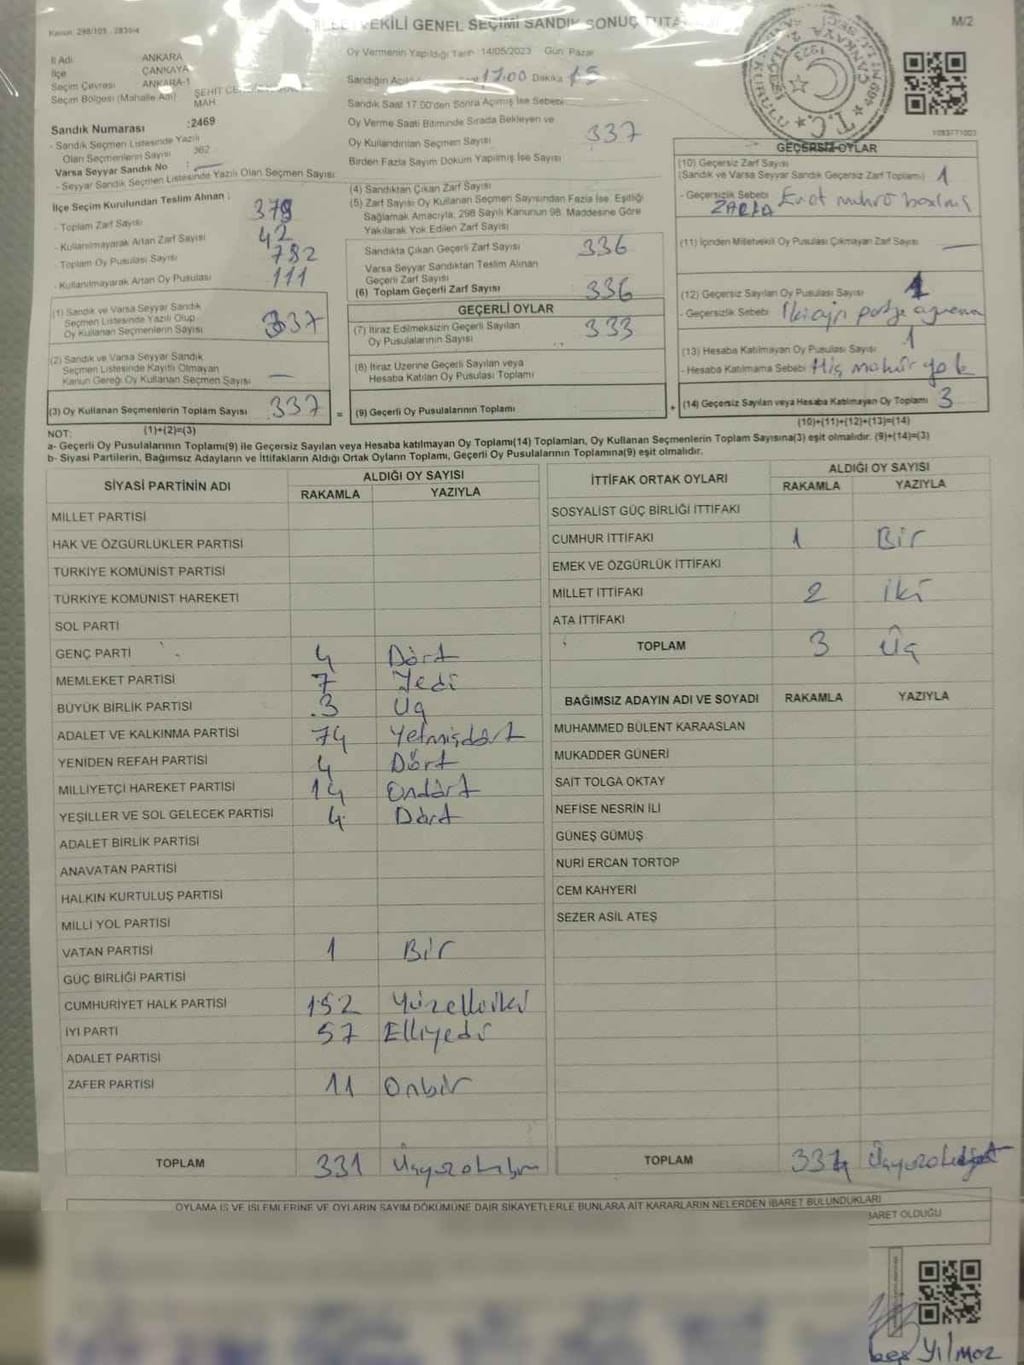 Kanun: 298/105 - 2839/4
VEKİLİ GENEL SEÇİMİ SANDIK SONUÇ TUTA
M/2
İl Adı ANKARA
İlçe ÇANKAYA
Seçim Çevresi ANKARA-1
Seçim Bölgesi (Mahalle Adı) ŞEHİT
MAH.
Sandık Numarası :2469
- Sandık Seçmen Listesinde Yazılı
Olan Seçmenlerin Sayısı 362
Varsa Seyyar Sandık No : —
- Seyyar Sandık Seçmen Listesinde Yazılı Olan Seçmen Sayısı
İlçe Seçim Kurulundan Teslim Alınan :
- Toplam Zarf Sayısı 379
- Kullanılmayarak Artan Zarf Sayısı 42
- Toplam Oy Pusulası Sayısı 782
- Kullanılmayarak Artan Oy Pusulası 111
(1) Sandık ve Varsa Seyyar Sandık
Seçmen Listesinde Yazılı Olup
Oy Kullanan Seçmenlerin Sayısı 337
(2) Sandık ve Varsa Seyyar Sandık
Seçmen Listesinde Kayıtlı Olmayan
Kanun Gereği Oy Kullanan Seçmen Sayısı —
(3) Oy Kullanan Seçmenlerin Toplam Sayısı 337 =
Oy Vermenin Yapıldığı Tarih :14/05/2023 Gün: Pazar
Sandığın Açıl 17.00 Dakika 15
Sandık Saat 17.00'den Sonra Açılmış İse Sebebi
Oy Verme Saati Bitiminde Sırada Bekleyen ve
Oy Kullandırılan Seçmen Sayısı 337
Birden Fazla Sayım Döküm Yapılmış İse Sayısı
(4) Sandıktan Çıkan Zarf Sayısı
(5) Zarf Sayısı Oy Kullanan Seçmen Sayısından Fazla İse, Eşitliği
Sağlamak Amacıyla, 298 Sayılı Kanunun 98. Maddesine Göre
Yakılarak Yok Edilen Zarf Sayısı
Sandıkta Çıkan Geçerli Zarf Sayısı 336
Varsa Seyyar Sandıktan Teslim Alınan
Geçerli Zarf Sayısı
(6) Toplam Geçerli Zarf Sayısı 336
GEÇERLİ OYLAR
(7) İtiraz Edilmeksizin Geçerli Sayılan
Oy Pusulalarının Sayısı 333
(8) İtiraz Üzerine Geçerli Sayılan veya
Hesaba Katılan Oy Pusulası Toplamı
(9) Geçerli Oy Pusulalarının Toplamı +
T.C.
1923
1093771003
GEÇERSİZ OYLAR
(10) Geçersiz Zarf Sayısı
(Sandık ve Varsa Seyyar Sandık Geçersiz Zarf Toplamı) 1
- Geçersizlik Sebebi Evet mührü basılmış
ZARFA
(11) İçinden Milletvekili Oy Pusulası Çıkmayan Zarf Sayısı —
(12) Geçersiz Sayılan Oy Pusulası Sayısı 1
- Geçersizlik Sebebi İki ayrı
(13) Hesaba Katılmayan Oy Pusulası Sayısı 1
- Hesaba Katılmama Sebebi Hiç mühür yok
(14) Geçersiz Sayılan veya Hesaba Katılmayan Oy Toplamı 3
NOT: (1)+(2)=(3) (10)+(11)+(12)+(13)=(14)
a- Geçerli Oy Pusulalarının Toplamı(9) ile Geçersiz Sayılan veya Hesaba katılmayan Oy Toplamı(14) Toplamları, Oy Kullanan Seçmenlerin Toplam Sayısına(3) eşit olmalıdır. (9)+(14)=(3)
b- Siyasi Partilerin, Bağımsız Adayların ve İttifakların Aldığı Ortak Oyların Toplamı, Geçerli Oy Pusulalarının Toplamına(9) eşit olmalıdır.
SİYASİ PARTİNİN ADI ALDIĞI OY SAYISI
RAKAMLA YAZIYLA
MİLLET PARTİSİ
HAK VE ÖZGÜRLÜKLER PARTİSİ
TÜRKİYE KOMÜNİST PARTİSİ
TÜRKİYE KOMÜNİST HAREKETİ
SOL PARTİ
GENÇ PARTİ 4 Dört
MEMLEKET PARTİSİ 7 Yedi
BÜYÜK BİRLİK PARTİSİ 3 Üç
ADALET VE KALKINMA PARTİSİ 74 Yetmişdört
YENİDEN REFAH PARTİSİ 4 Dört
MİLLİYETÇİ HAREKET PARTİSİ 14 Ondört
YEŞİLLER VE SOL GELECEK PARTİSİ 4 Dört
ADALET BİRLİK PARTİSİ
ANAVATAN PARTİSİ
HALKIN KURTULUŞ PARTİSİ
MİLLİ YOL PARTİSİ
VATAN PARTİSİ 1 Bir
GÜÇ BİRLİĞİ PARTİSİ
CUMHURİYET HALK PARTİSİ 152 Yüzelliiki
İYİ PARTİ 57 Elliyedi
ADALET PARTİSİ
ZAFER PARTİSİ 11 Onbir
TOPLAM 331 Üçyüzotuzbir
İTTİFAK ORTAK OYLARI ALDIĞI OY SAYISI
RAKAMLA YAZIYLA
SOSYALİST GÜÇ BİRLİĞİ İTTİFAKI
CUMHUR İTTİFAKI 1 Bir
EMEK VE ÖZGÜRLÜK İTTİFAKI
MİLLET İTTİFAKI 2 iki
ATA İTTİFAKI
TOPLAM 3 Üç
BAĞIMSIZ ADAYIN ADI VE SOYADI RAKAMLA YAZIYLA
MUHAMMED BÜLENT KARAASLAN
MUKADDER GÜNERİ
SAİT TOLGA OKTAY
NEFİSE NESRİN İLİ
GÜNEŞ GÜMÜŞ
NURİ ERCAN TORTOP
CEM KAHYERİ
SEZER ASİL ATEŞ
TOPLAM 334 Üçyüzotuzdört
OYLAMA İŞ VE İŞLEMLERİNE VE OYLARIN SAYIM DÖKÜMÜNE DAİR ŞİKAYETLERLE BUNLARA AİT KARARLARIN NELERDEN İBARET BULUNDUKLARI
BARET OLDUĞU
Yılmaz